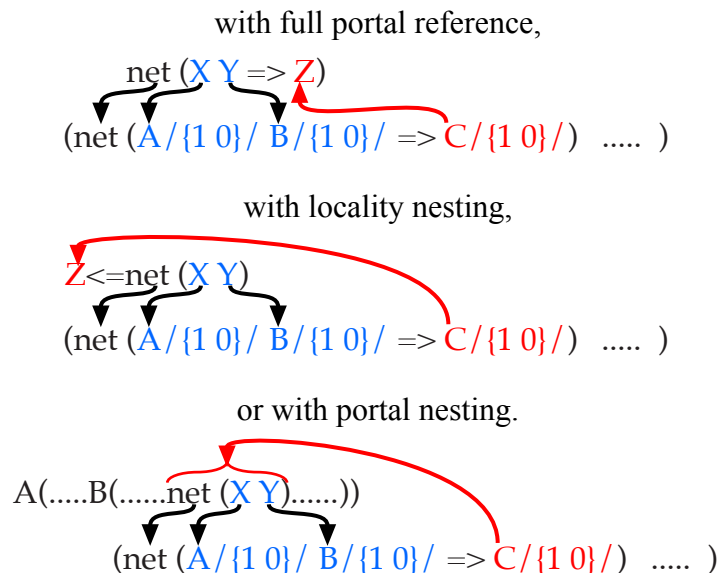 with full portal reference,
net (X Y => Z)
(net (A/{1 0}/ B/{1 0}/ => C/{1 0}/) ..... )
with locality nesting,
Z<=net (X Y)
(net (A/{1 0}/ B/{1 0}/ => C/{1 0}/) ..... )
or with portal nesting.
A(.....B(......net (X Y)......))
(net (A/{1 0}/ B/{1 0}/ => C/{1 0}/) ..... )